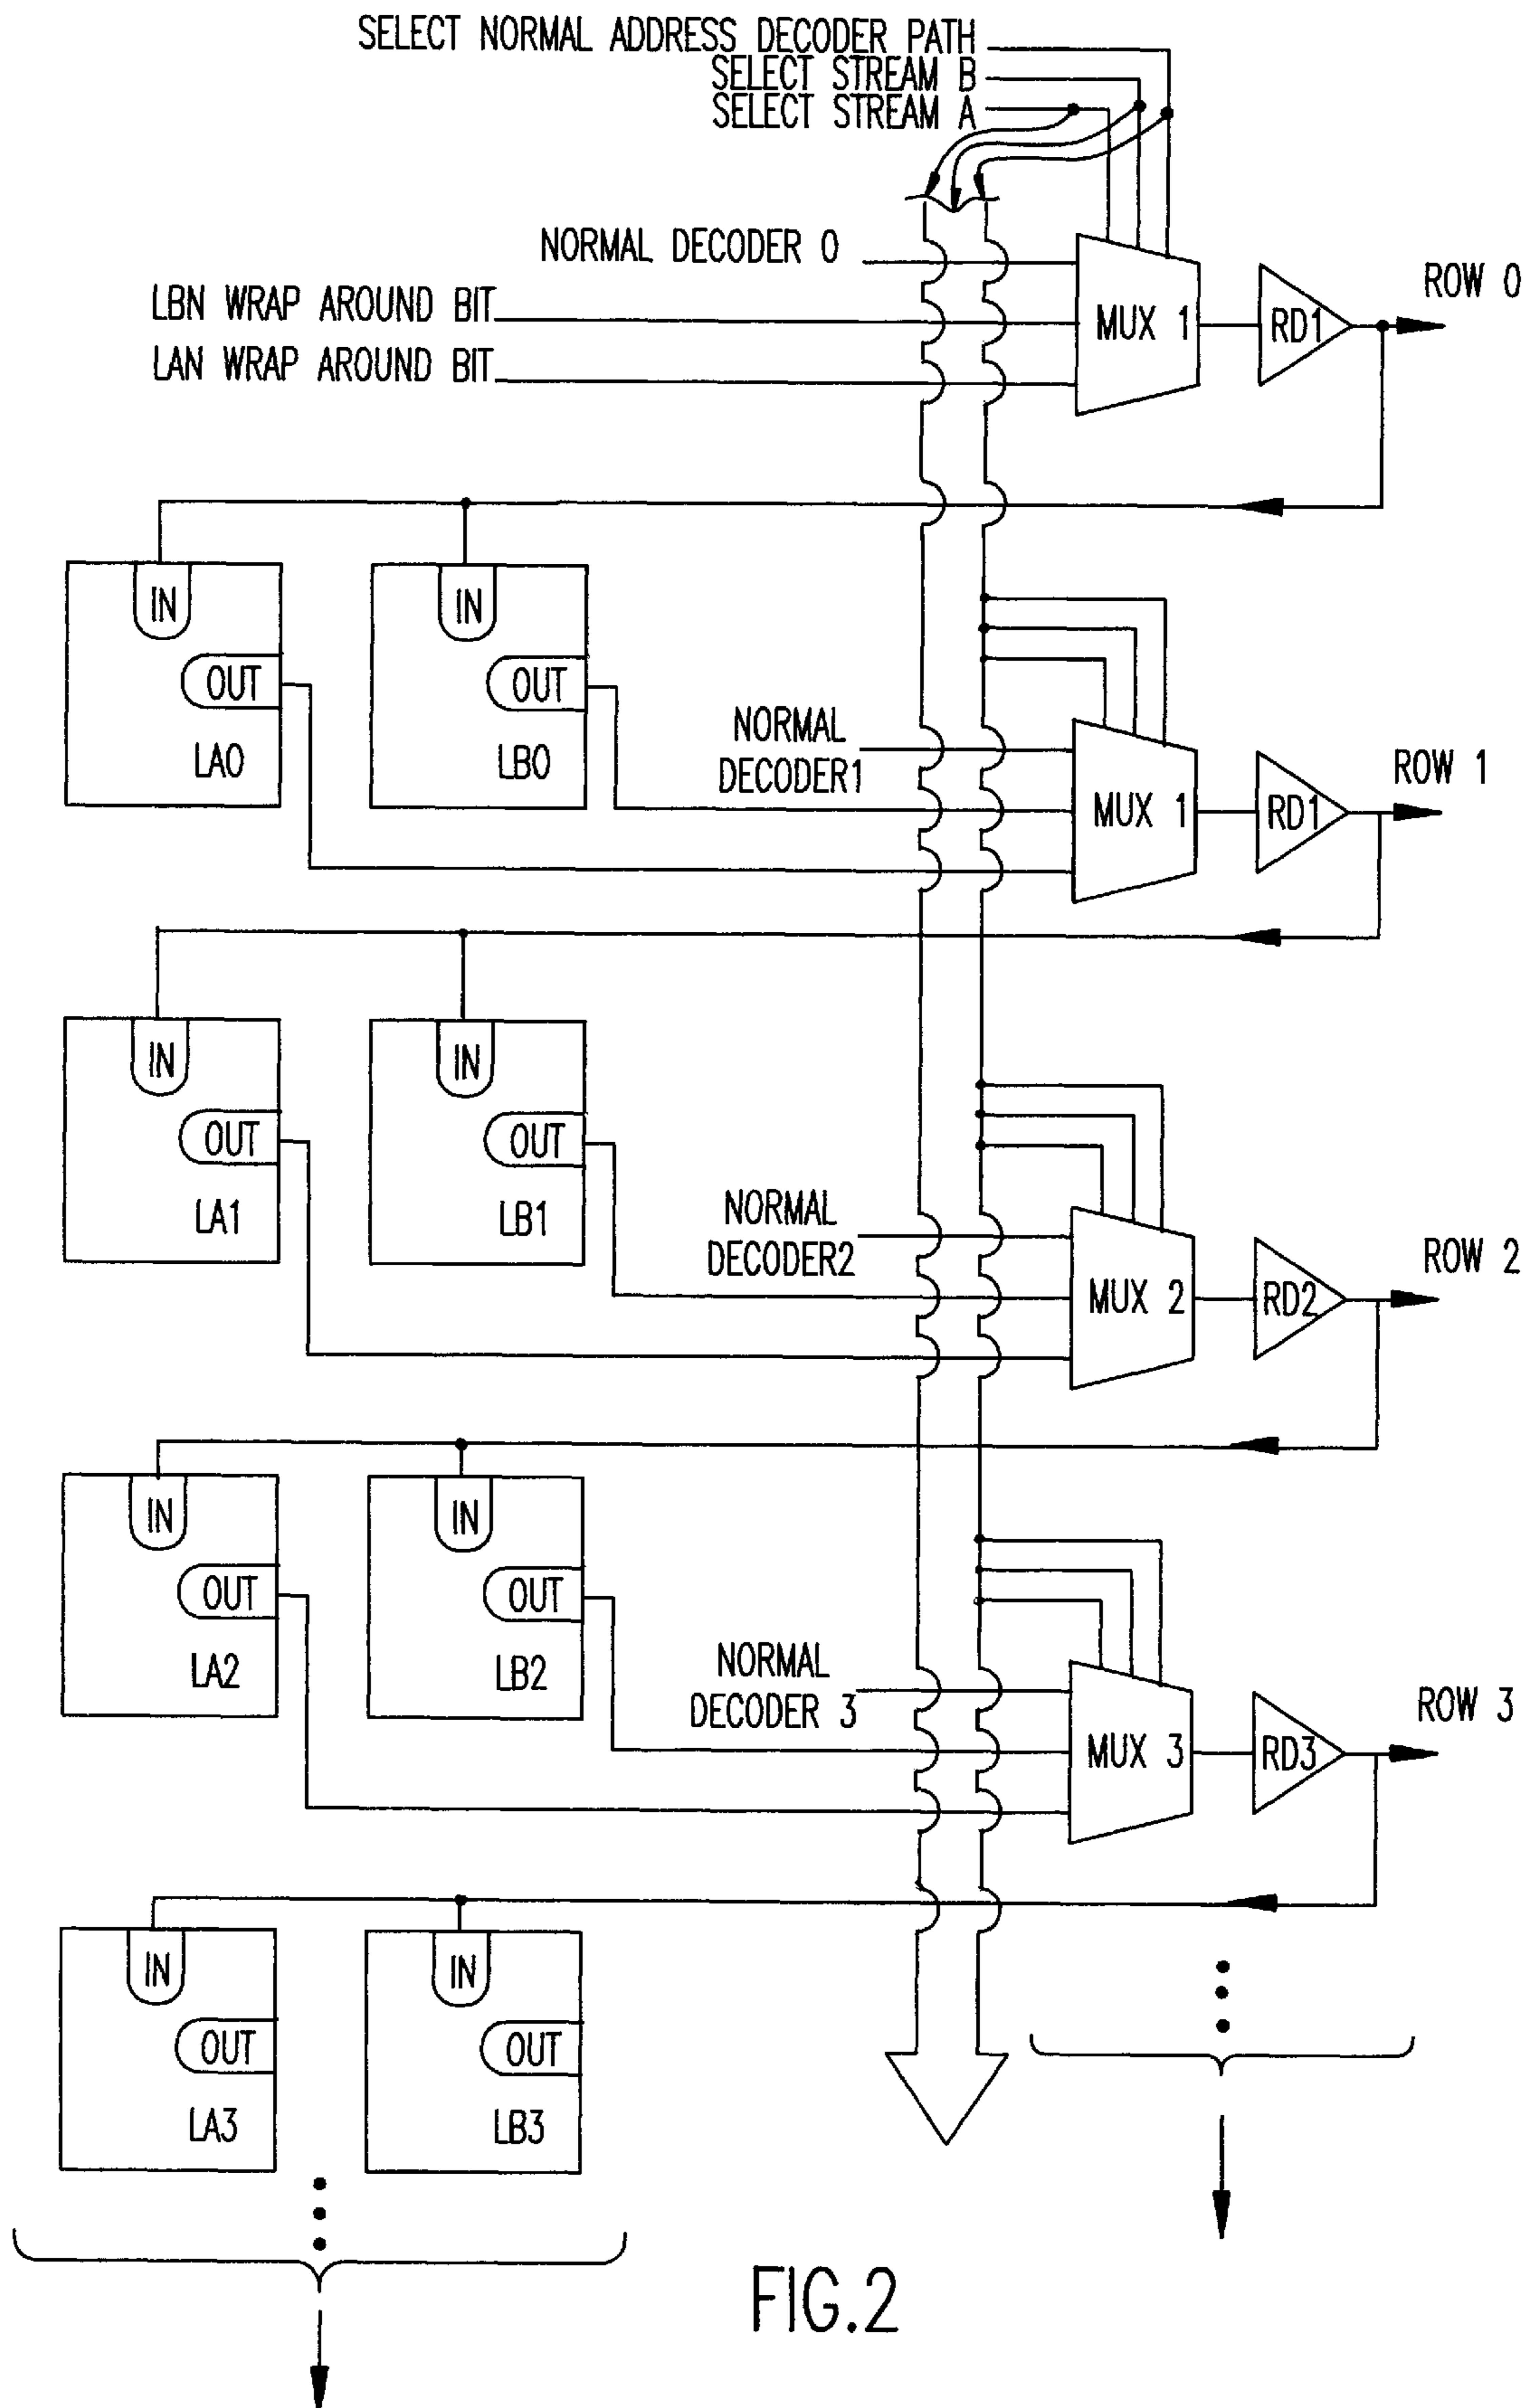 SELECT NORMAL ADDRESS DECODER PATH
SELECT STREAM B
SELECT STREAM A
NORMAL DECODER 0
LBN WRAP AROUND BIT
LAN WRAP AROUND BIT
MUX 1
RD1
ROW 0
IN
OUT
LA0
IN
OUT
LB0
NORMAL
DECODER1
MUX 1
RD1
ROW 1
IN
OUT
LA1
IN
OUT
LB1
NORMAL
DECODER2
MUX 2
RD2
ROW 2
IN
OUT
LA2
IN
OUT
LB2
NORMAL
DECODER 3
MUX 3
RD3
ROW 3
IN
OUT
LA3
IN
OUT
LB3
FIG.2